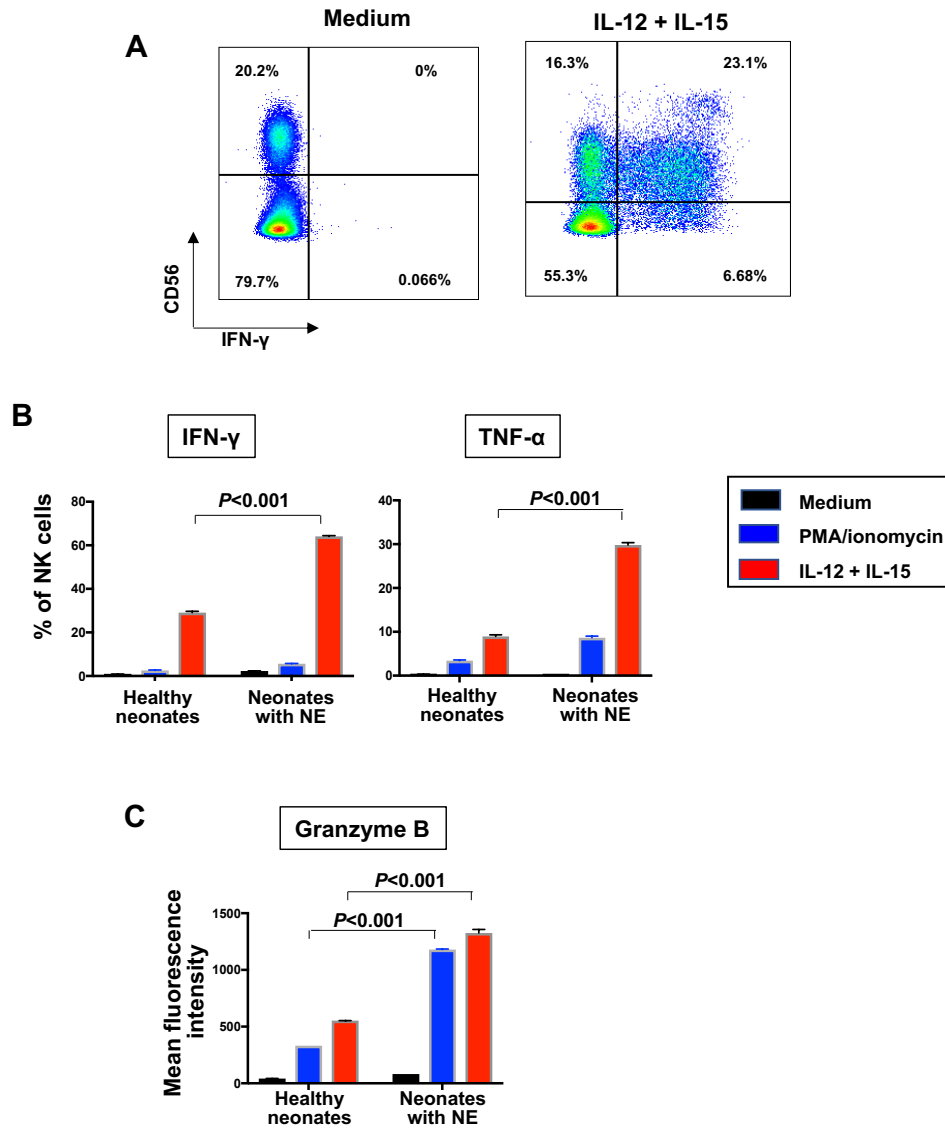 A
Medium
IL-12 + IL-15
20.2%
0%
79.7%
0.066%
16.3%
23.1%
55.3%
6.68%
CD56
IFN-γ
B
IFN-γ
TNF-α
% of NK cells
80
60
40
20
0
P<0.001
Healthy
neonates
Neonates
with NE
40
30
20
10
0
P<0.001
Healthy
neonates
Neonates
with NE
Medium
PMA/ionomycin
IL-12 + IL-15
C
Granzyme B
Mean fluorescence
intensity
1500
1000
500
0
P<0.001
P<0.001
Healthy
neonates
Neonates
with NE